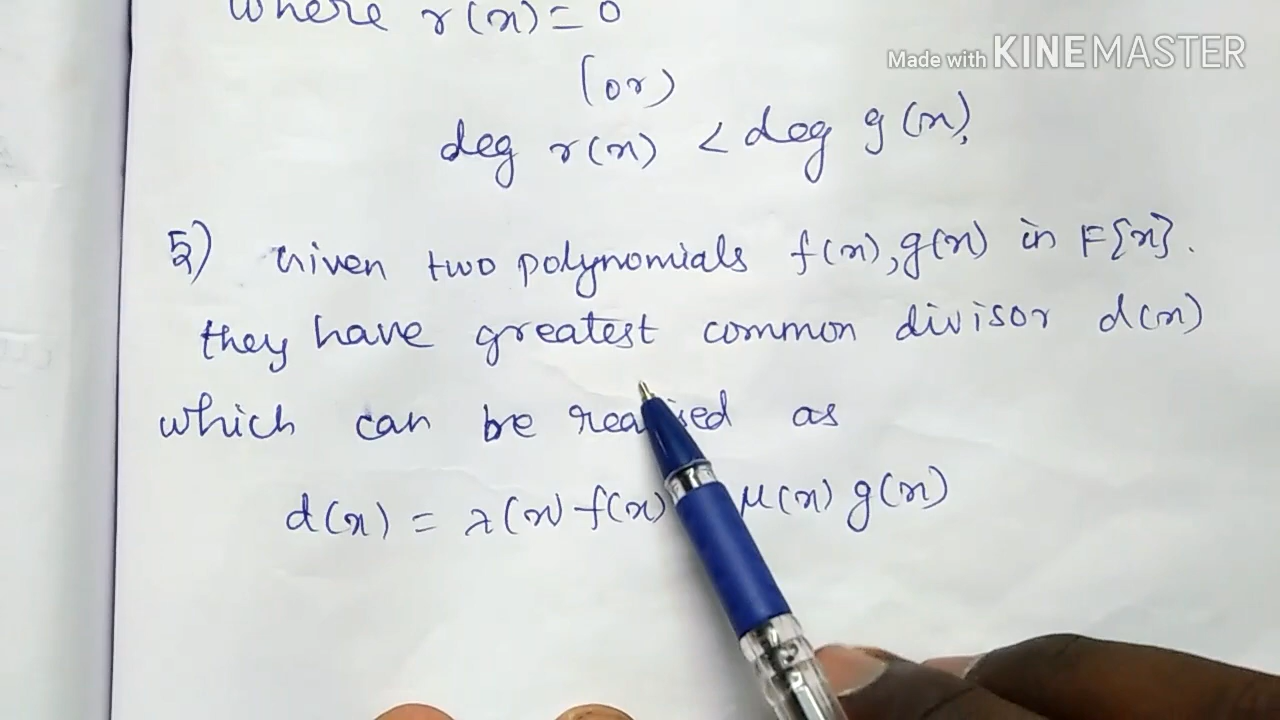 where r(x) = 0
Made with KINEMASTER
(or)
deg r(x) < deg g(x),
5) Given two polynomials f(x), g(x) in F{x}.
they have greatest common divisor d(x)
which can be as
d(x) = λ(x) f(x) μ(x) g(x)